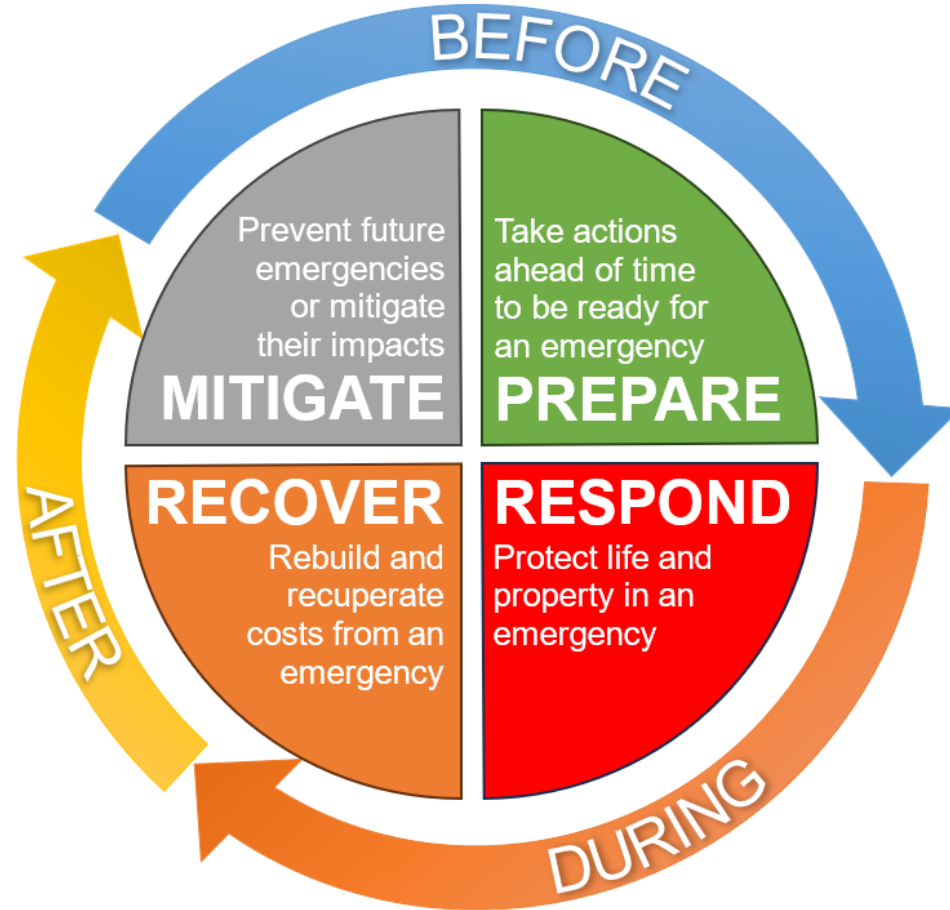 BEFORE
Prevent future
emergencies
or mitigate
their impacts
MITIGATE
Take actions
ahead of time
to be ready for
an emergency
PREPARE
RECOVER
Rebuild and
recuperate
costs from an
emergency
RESPOND
Protect life and
property in an
emergency
AFTER
DURING